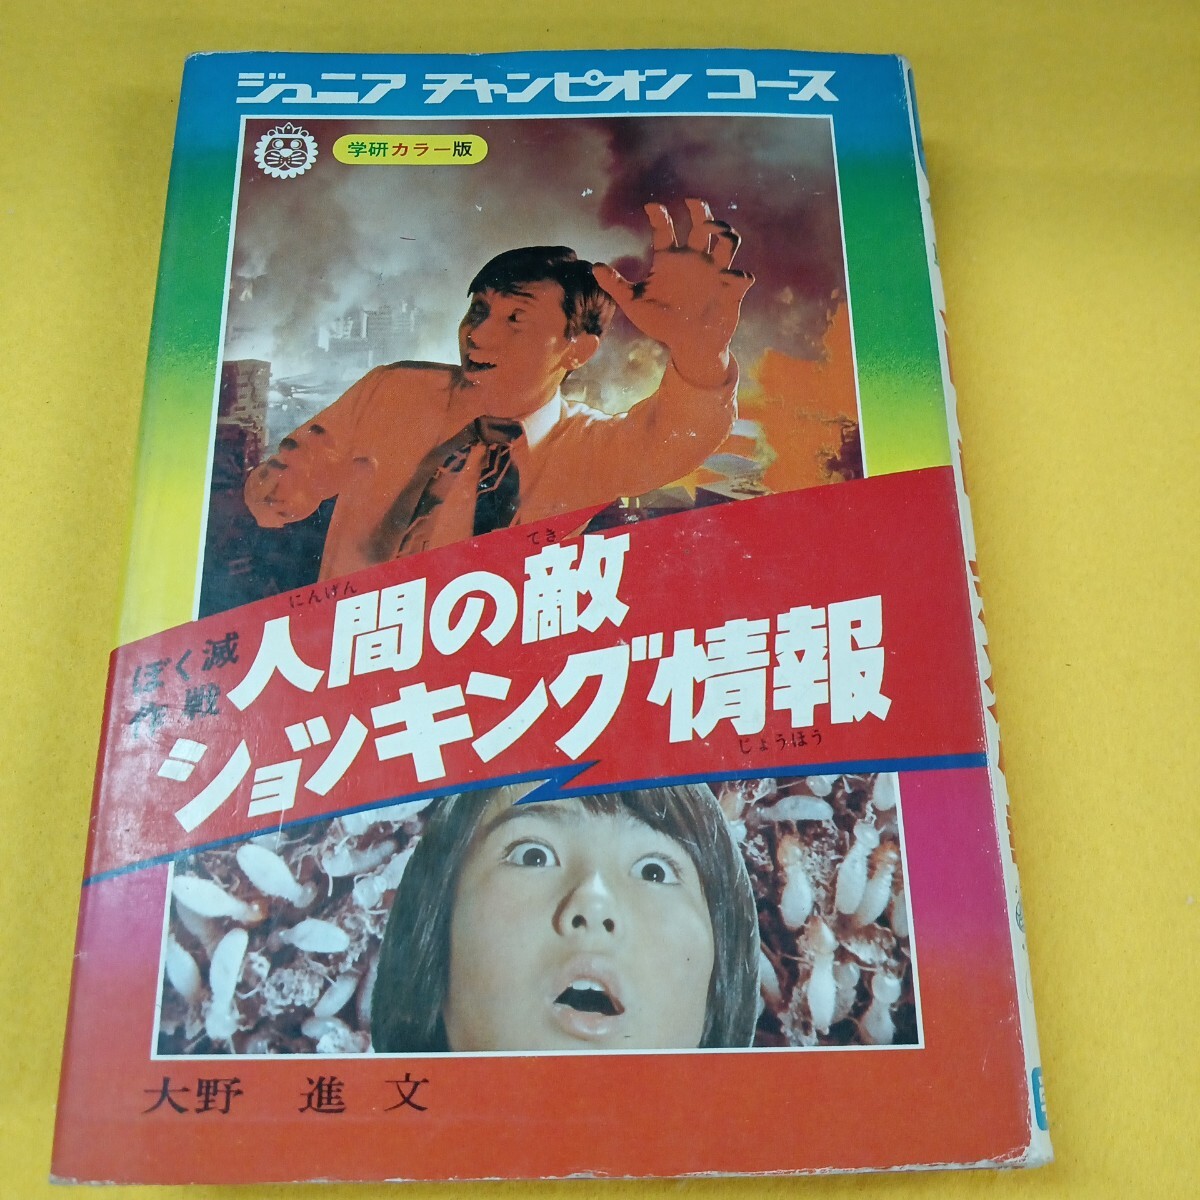 ジュニア チャンピオン コース
学研カラー版
てき
にんげん
人間の敵
ぼく滅
作戦
ショッキング情報
じょうほう
大野 進 文